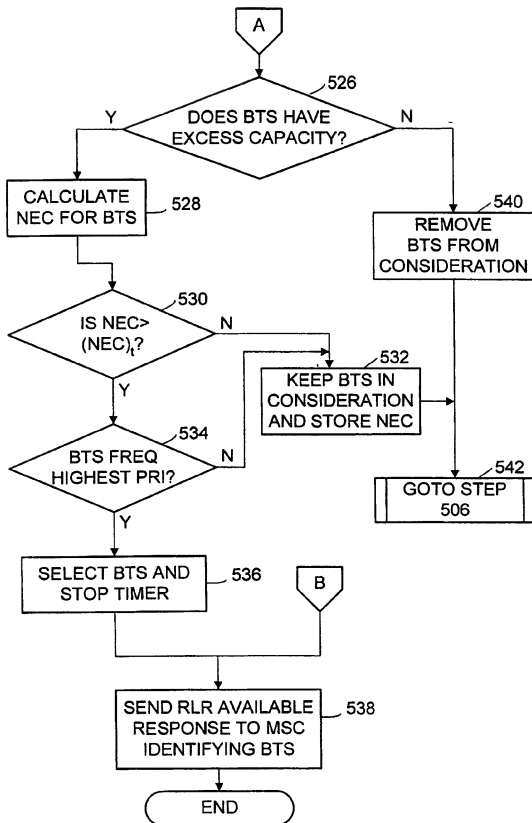 A
526
DOES BTS HAVE
EXCESS CAPACITY?
Y
N
CALCULATE
NEC FOR BTS
528
540
REMOVE
BTS FROM
CONSIDERATION
530
IS NEC>
(NEC)t?
N
Y
532
KEEP BTS IN
CONSIDERATION
AND STORE NEC
534
BTS FREQ
HIGHEST PRI?
N
Y
542
GOTO STEP
506
SELECT BTS AND
STOP TIMER
536
B
SEND RLR AVAILABLE
RESPONSE TO MSC
IDENTIFYING BTS
538
END